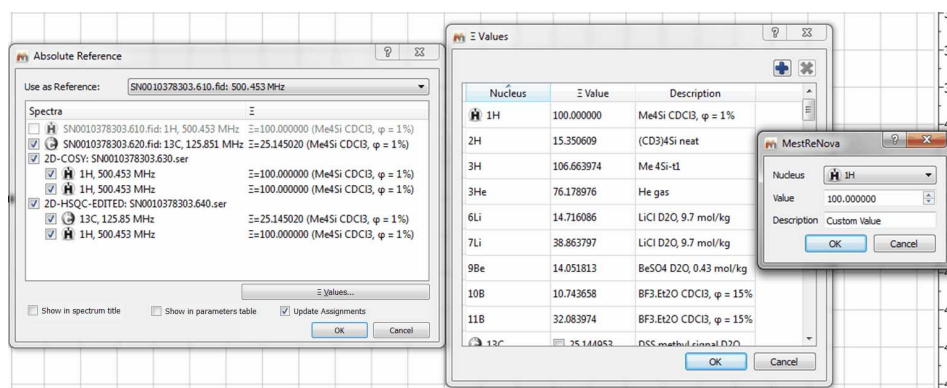 Absolute Reference
Use as Reference: SN0010378303.610.fid: 500.453 MHz
Spectra Ξ
H SN0010378303.610.fid: 1H, 500.453 MHz Ξ=100.000000 (Me4Si CDCl3, φ = 1%)
SN0010378303.620.fid: 13C, 125.851 MHz Ξ=25.145020 (Me4Si CDCl3, φ = 1%)
2D-COSY: SN0010378303.630.ser
H 1H, 500.453 MHz Ξ=100.000000 (Me4Si CDCl3, φ = 1%)
H 1H, 500.453 MHz Ξ=100.000000 (Me4Si CDCl3, φ = 1%)
2D-HSQC-EDITED: SN0010378303.640.ser
13C, 125.85 MHz Ξ=25.145020 (Me4Si CDCl3, φ = 1%)
H 1H, 500.453 MHz Ξ=100.000000 (Me4Si CDCl3, φ = 1%)
Ξ Values...
Show in spectrum title Show in parameters table Update Assignments
OK Cancel
Ξ Values
Nucleus Ξ Value Description
H 1H 100.000000 Me4Si CDCl3, φ = 1%
2H 15.350609 (CD3)4Si neat
3H 106.663974 Me 4Si-t1
3He 76.178976 He gas
6Li 14.716086 LiCl D2O, 9.7 mol/kg
7Li 38.863797 LiCl D2O, 9.7 mol/kg
9Be 14.051813 BeSO4 D2O, 0.43 mol/kg
10B 10.743658 BF3.Et2O CDCl3, φ = 15%
11B 32.083974 BF3.Et2O CDCl3, φ = 15%
13C 25.144953 DSS methyl signal D2O
OK Cancel
MestReNova
Nucleus H 1H
Value 100.000000
Description Custom Value
OK Cancel